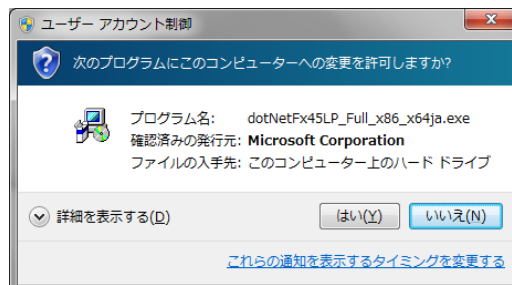 ユーザー アカウント制御
次のプログラムにこのコンピューターへの変更を許可しますか?
プログラム名: dotNetFx45LP_Full_x86_x64ja.exe
確認済みの発行元: Microsoft Corporation
ファイルの入手先: このコンピューター上のハード ドライブ
詳細を表示する(D) はい(Y) いいえ(N)
これらの通知を表示するタイミングを変更する